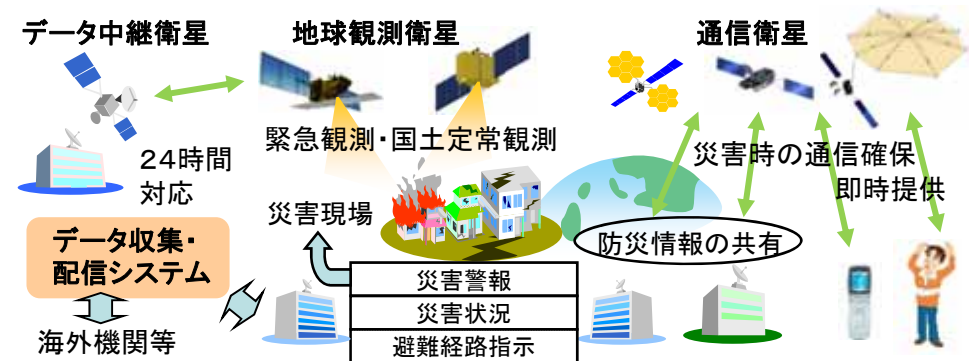 データ中継衛星
地球観測衛星
通信衛星
緊急観測・国土定常観測
24時間
対応
災害時の通信確保
即時提供
災害現場
防災情報の共有
データ収集・
配信システム
災害警報
災害状況
避難経路指示
海外機関等